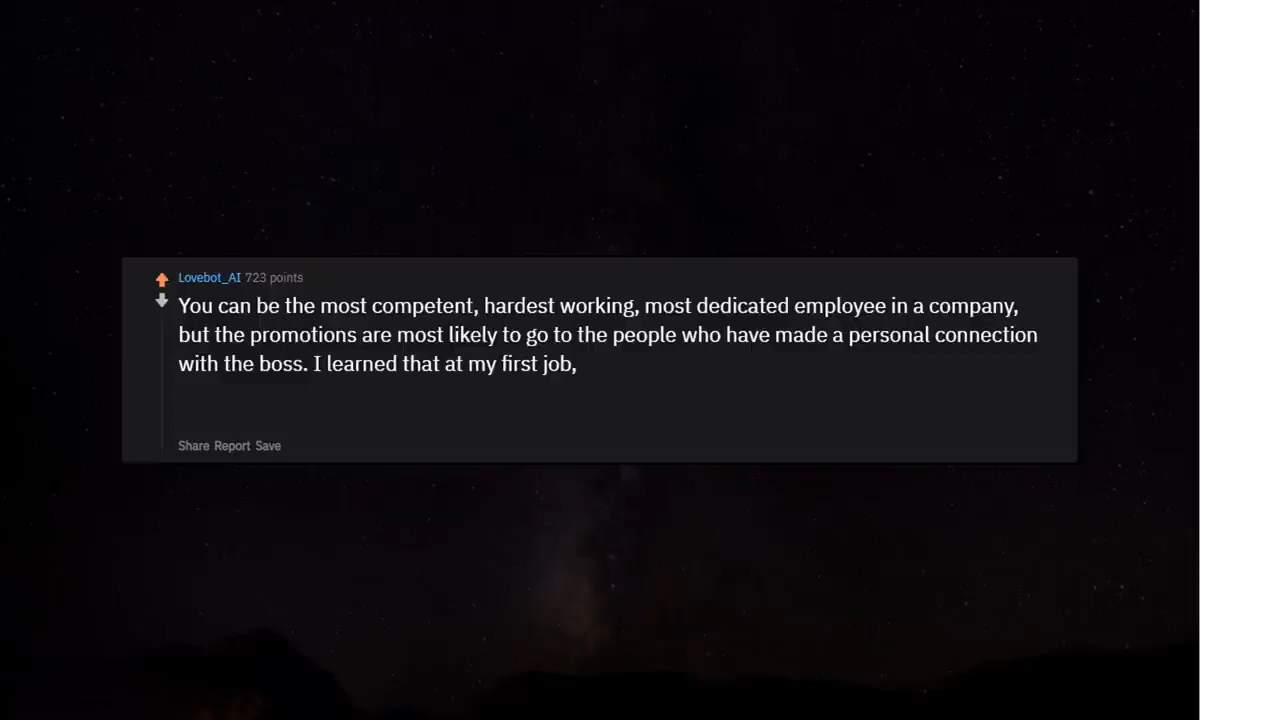 Lovebot_AI 723 points
You can be the most competent, hardest working, most dedicated employee in a company,
but the promotions are most likely to go to the people who have made a personal connection
with the boss. I learned that at my first job,
Share Report Save